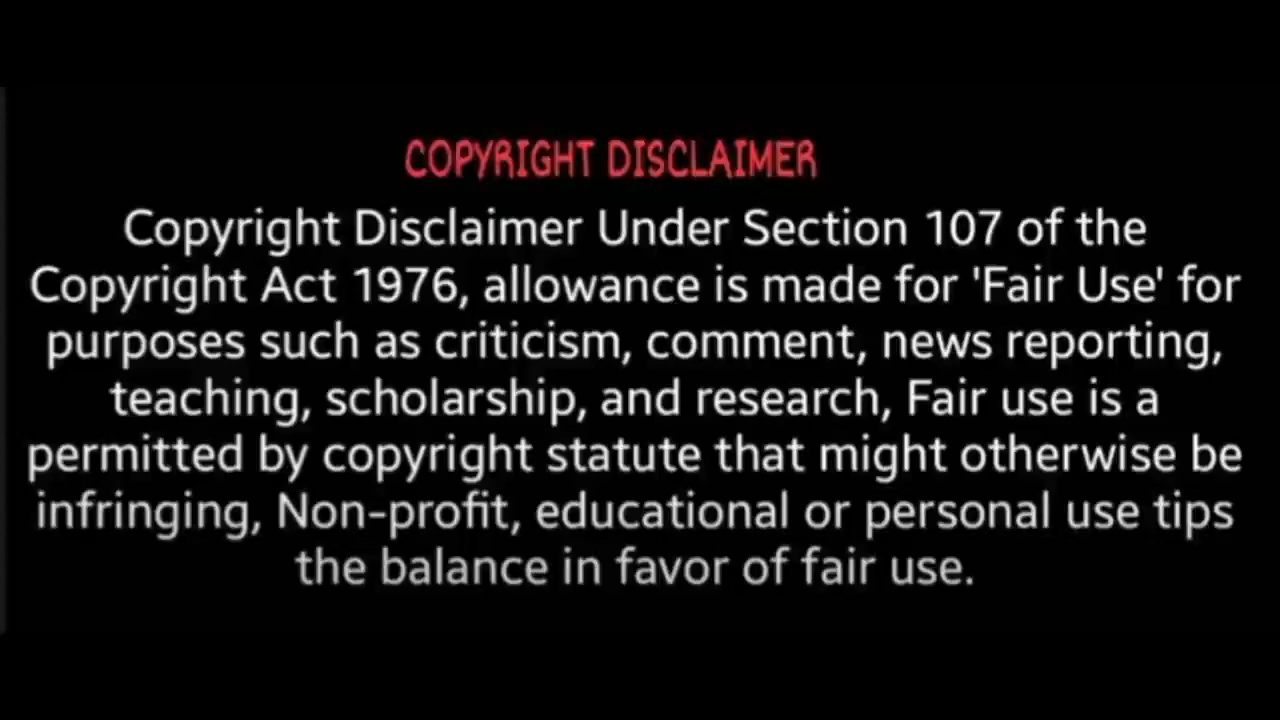 COPYRIGHT DISCLAIMER
Copyright Disclaimer Under Section 107 of the
Copyright Act 1976, allowance is made for 'Fair Use' for
purposes such as criticism, comment, news reporting,
teaching, scholarship, and research, Fair use is a
permitted by copyright statute that might otherwise be
infringing, Non-profit, educational or personal use tips
the balance in favor of fair use.